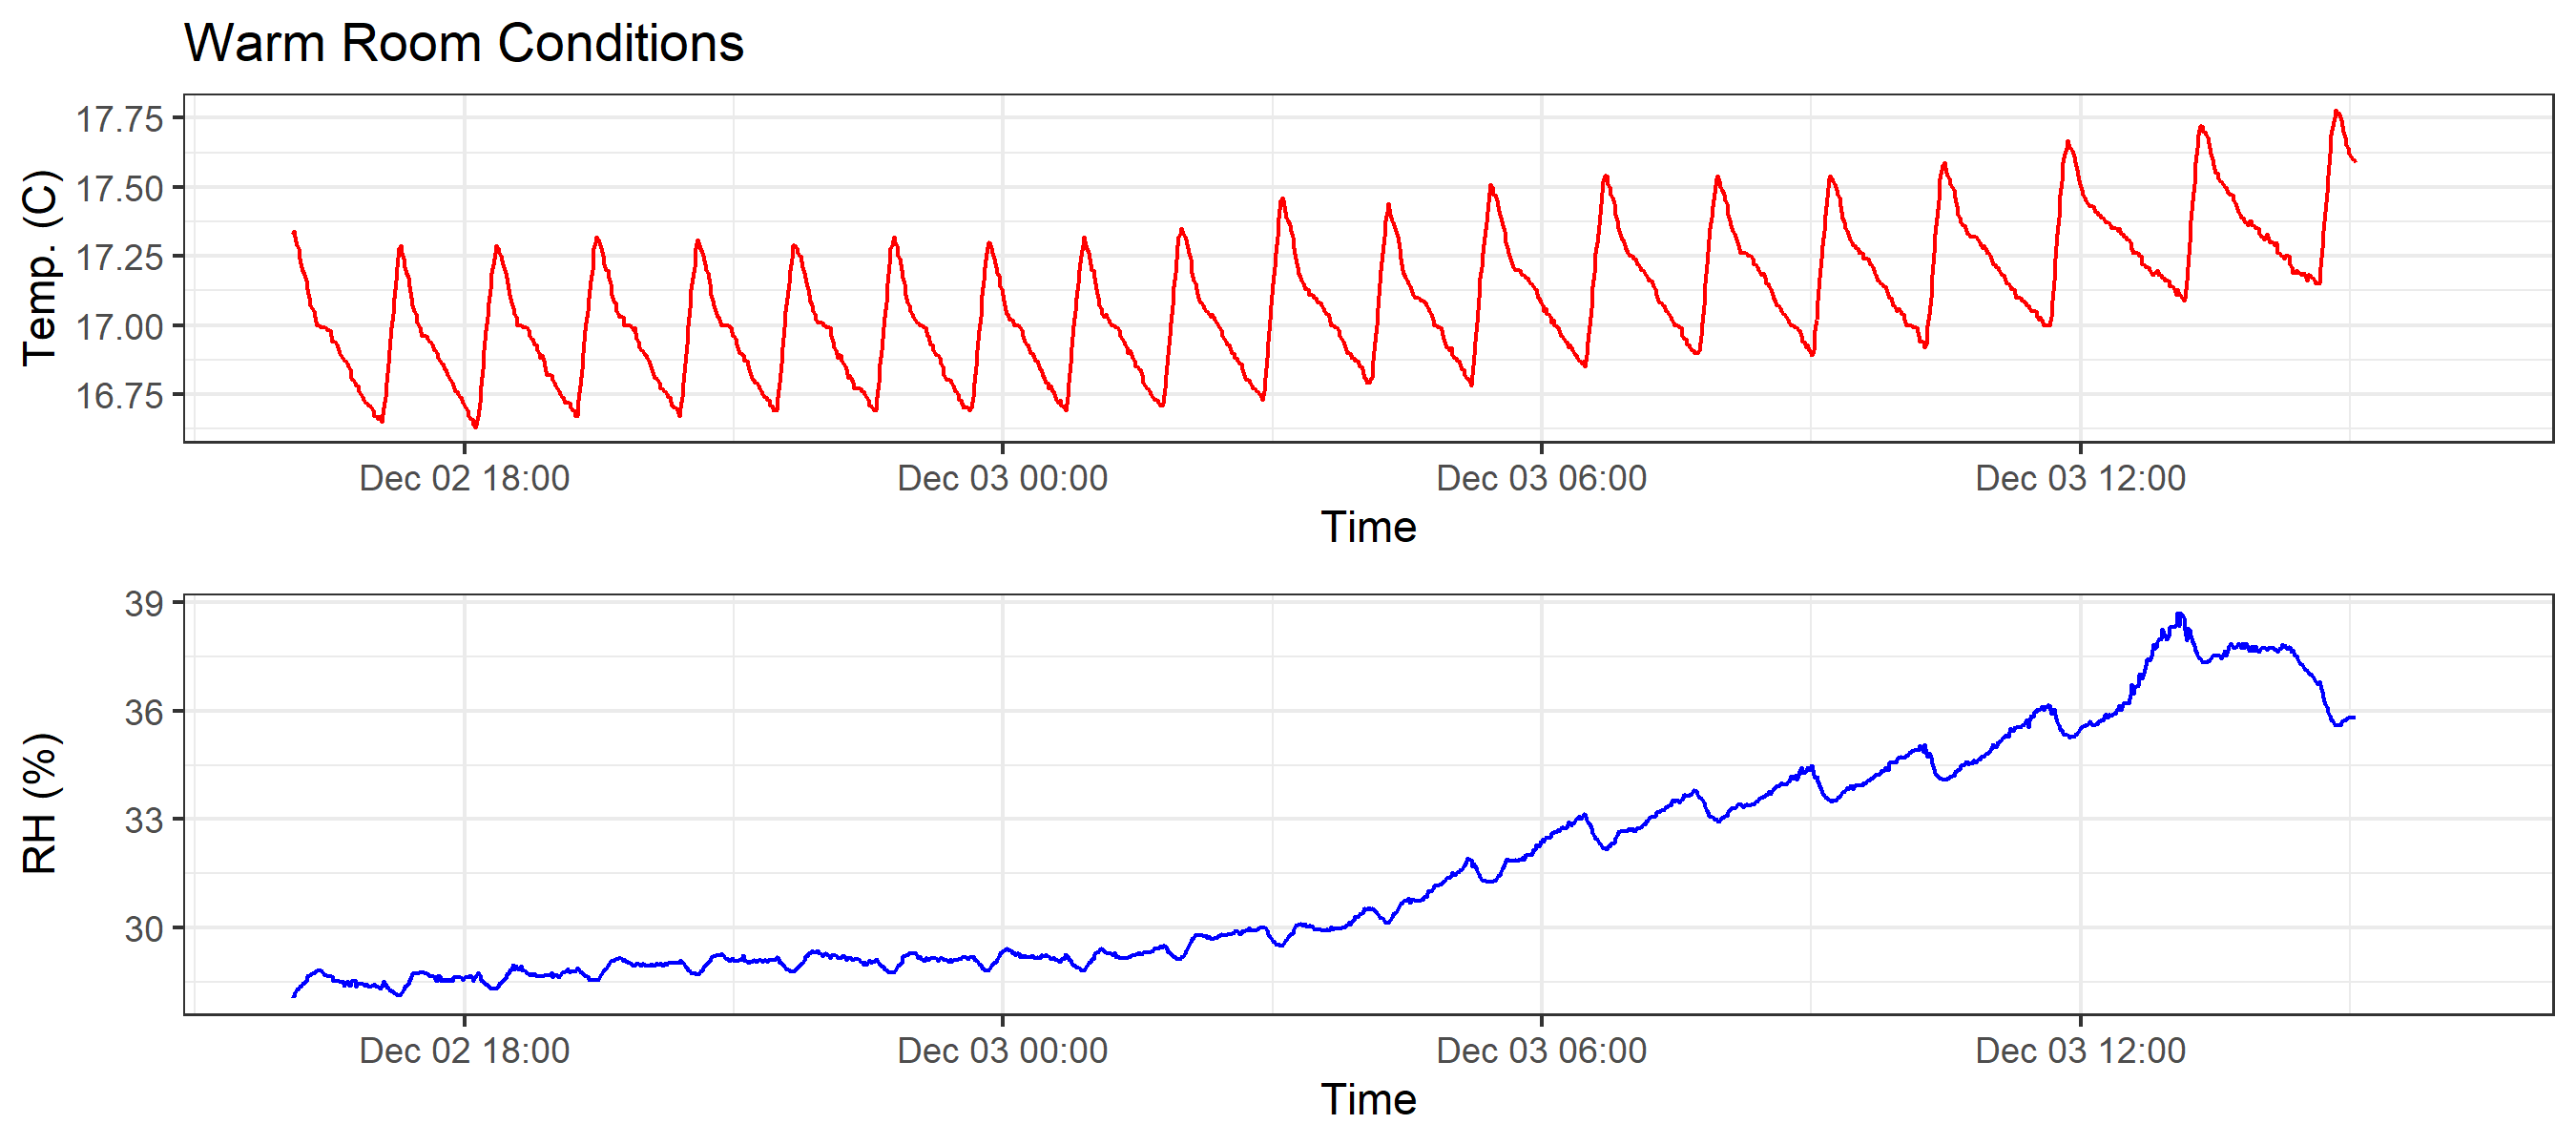 Warm Room Conditions
Temp. (C)
17.75
17.50
17.25
17.00
16.75
Dec 02 18:00 Dec 03 00:00 Dec 03 06:00 Dec 03 12:00
Time
RH (%)
39
36
33
30
Dec 02 18:00 Dec 03 00:00 Dec 03 06:00 Dec 03 12:00
Time